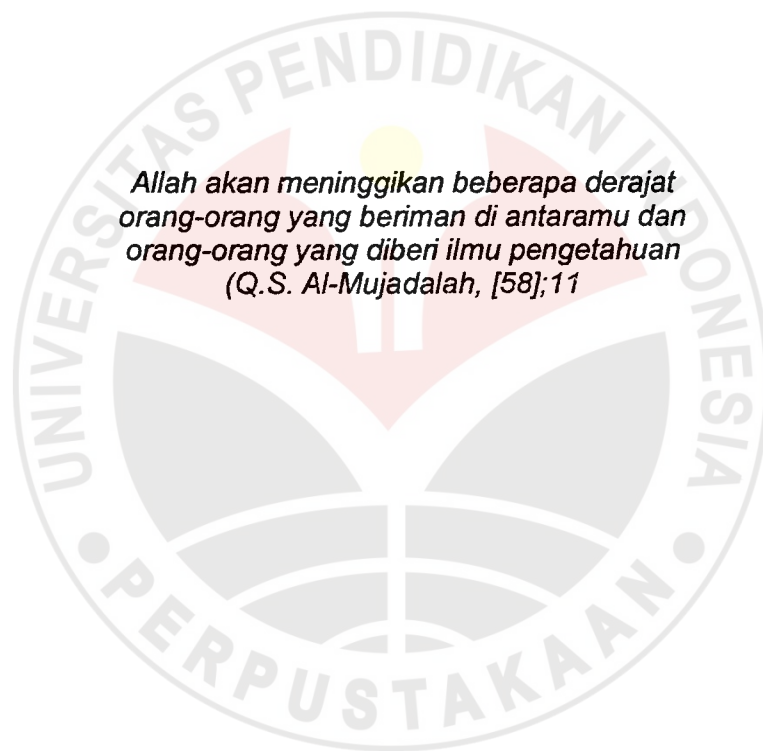 UNIVERSITAS PENDIDIKAN INDONESIA
Allah akan meninggikan beberapa derajat
orang-orang yang beriman di antaramu dan
orang-orang yang diberi ilmu pengetahuan
(Q.S. Al-Mujadalah, [58];11
PERPUSTAKAAN